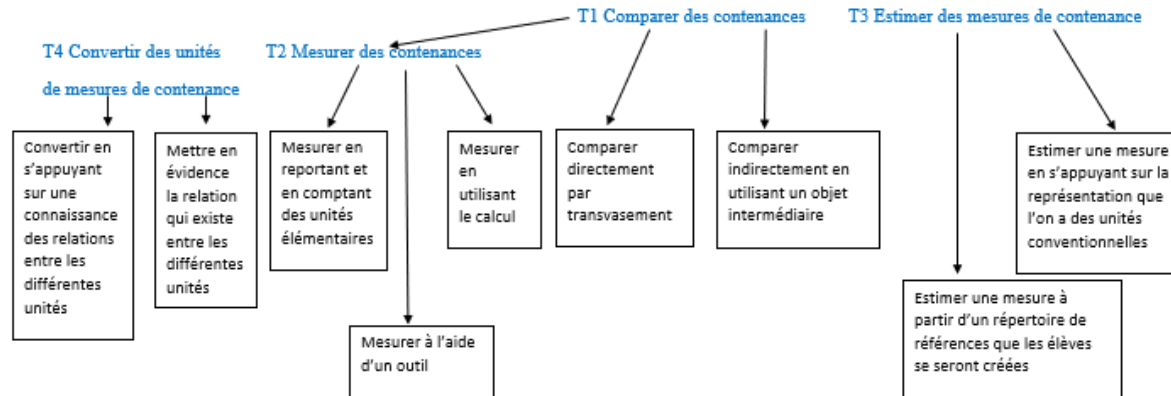 T1 Comparer des contenances
T3 Estimer des mesures de contenance
T4 Convertir des unités
de mesures de contenance
T2 Mesurer des contenances
Convertir en
s’appuyant
sur une
connaissance
des relations
entre les
différentes
unités
Mettre en
évidence
la relation
qui existe
entre les
différentes
unités
Mesurer en
reportant et
en comptant
des unités
élémentaires
Mesurer
en
utilisant
le calcul
Comparer
directement
par
transvasement
Comparer
indirectement en
utilisant un objet
intermédiaire
Estimer une mesure
en s’appuyant sur la
représentation que
l’on a des unités
conventionnelles
Mesurer à l’aide
d’un outil
Estimer une mesure à
partir d’un répertoire de
références que les élèves
se seront créées